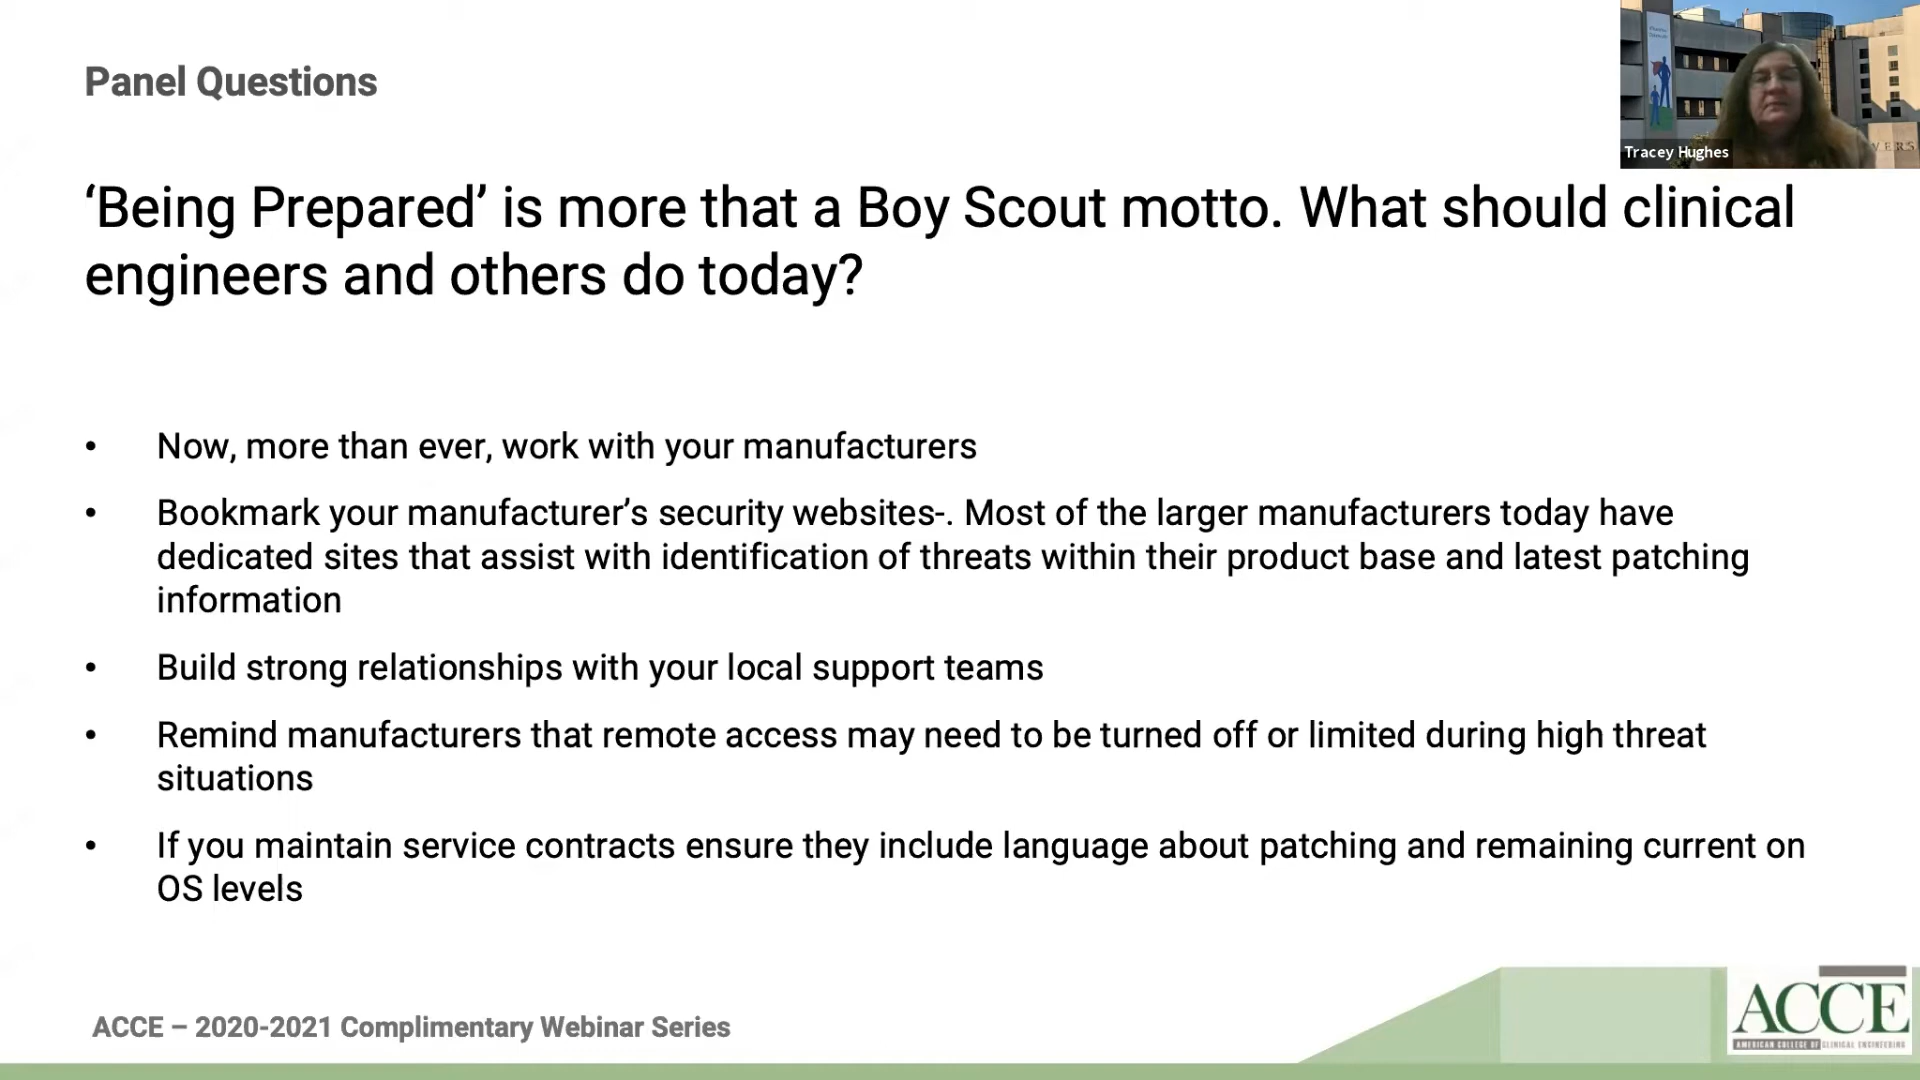 Panel Questions
Tracey Hughes
‘Being Prepared’ is more that a Boy Scout motto. What should clinical
engineers and others do today?
• Now, more than ever, work with your manufacturers
• Bookmark your manufacturer’s security websites-. Most of the larger manufacturers today have
dedicated sites that assist with identification of threats within their product base and latest patching
information
• Build strong relationships with your local support teams
• Remind manufacturers that remote access may need to be turned off or limited during high threat
situations
• If you maintain service contracts ensure they include language about patching and remaining current on
OS levels
ACCE – 2020-2021 Complimentary Webinar Series
ACCE
AMERICAN COLLEGE OF CLINICAL ENGINEERING